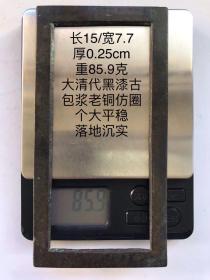 长15/宽7.7
厚0.25cm
重85.9克
大清代黑漆古
包浆老铜仿圈
个大平稳
落地沉实
85.9